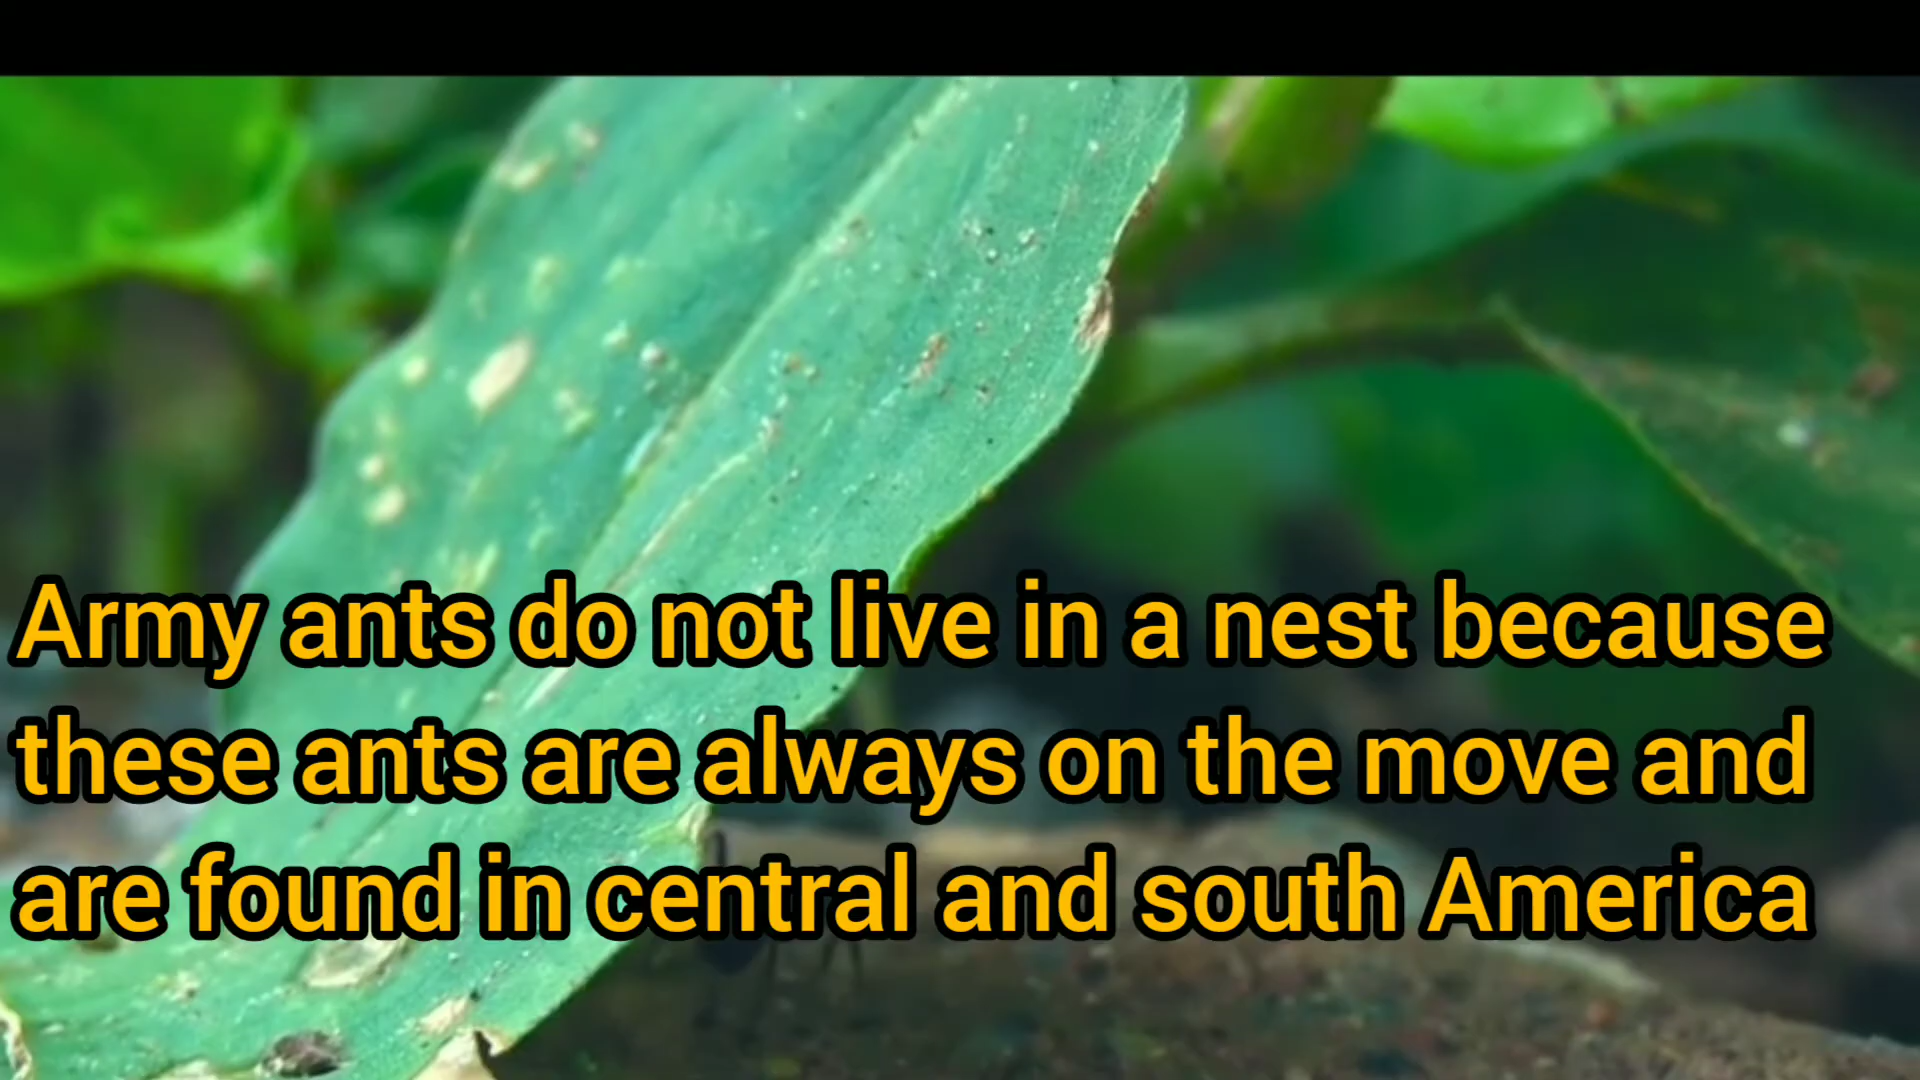 Army ants do not live in a nest because
these ants are always on the move and
are found in central and south America